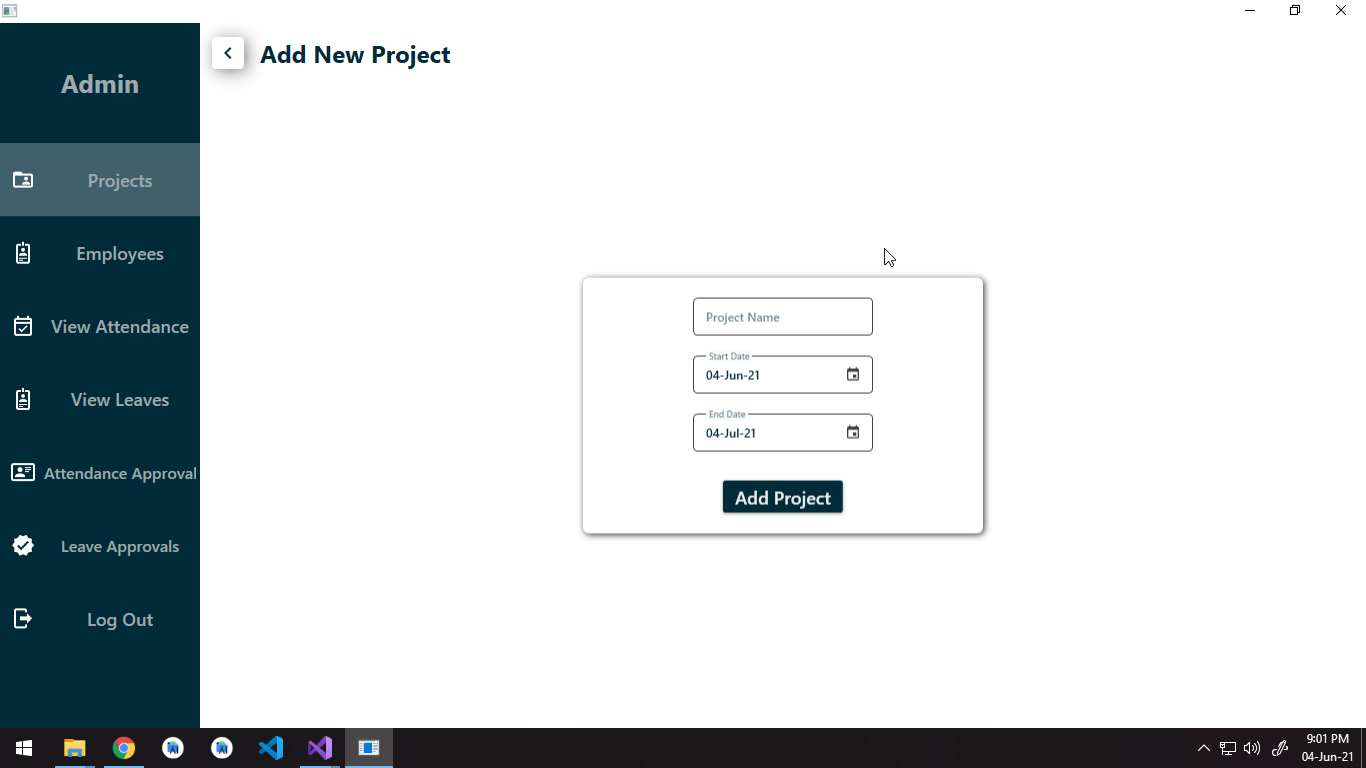 Admin
Projects
Employees
View Attendance
View Leaves
Attendance Approval
Leave Approvals
Log Out
Add New Project
Project Name
Start Date
04-Jun-21
End Date
04-Jul-21
Add Project
9:01 PM
04-Jun-21